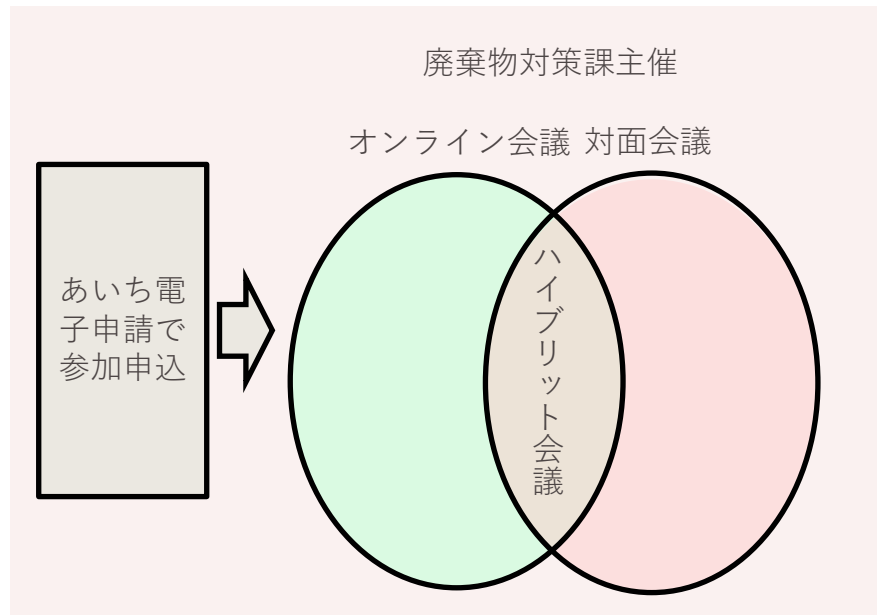 廃棄物対策課主催
オンライン会議 対面会議
あいち電
子申請で
参加申込
ハイブリット会議